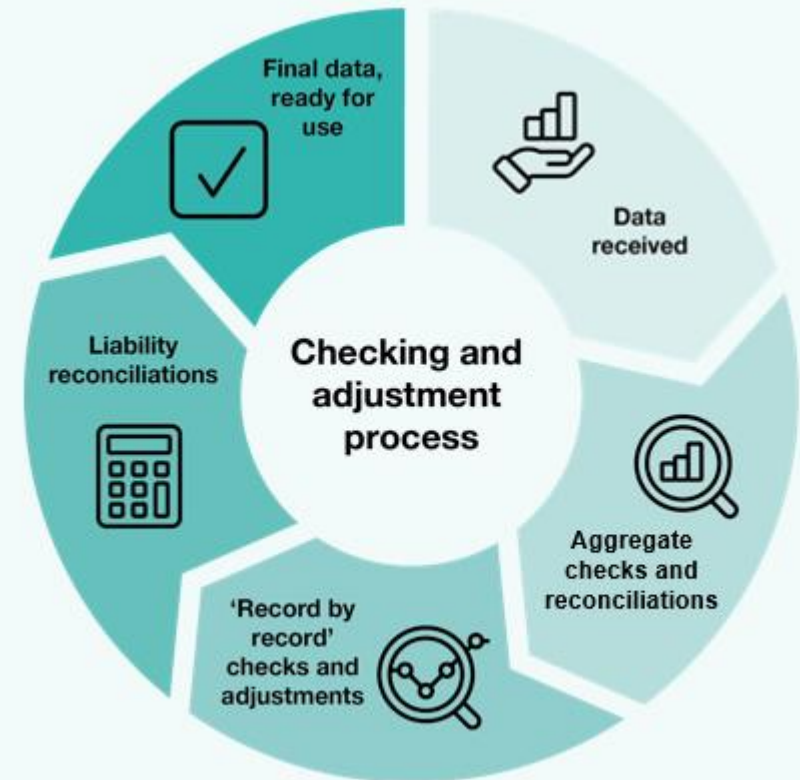 Checking and
adjustment
process
Data
received
Aggregate
checks and
reconciliations
‘Record by
record’
checks and
adjustments
Liability
reconciliations
Final data,
ready for
use